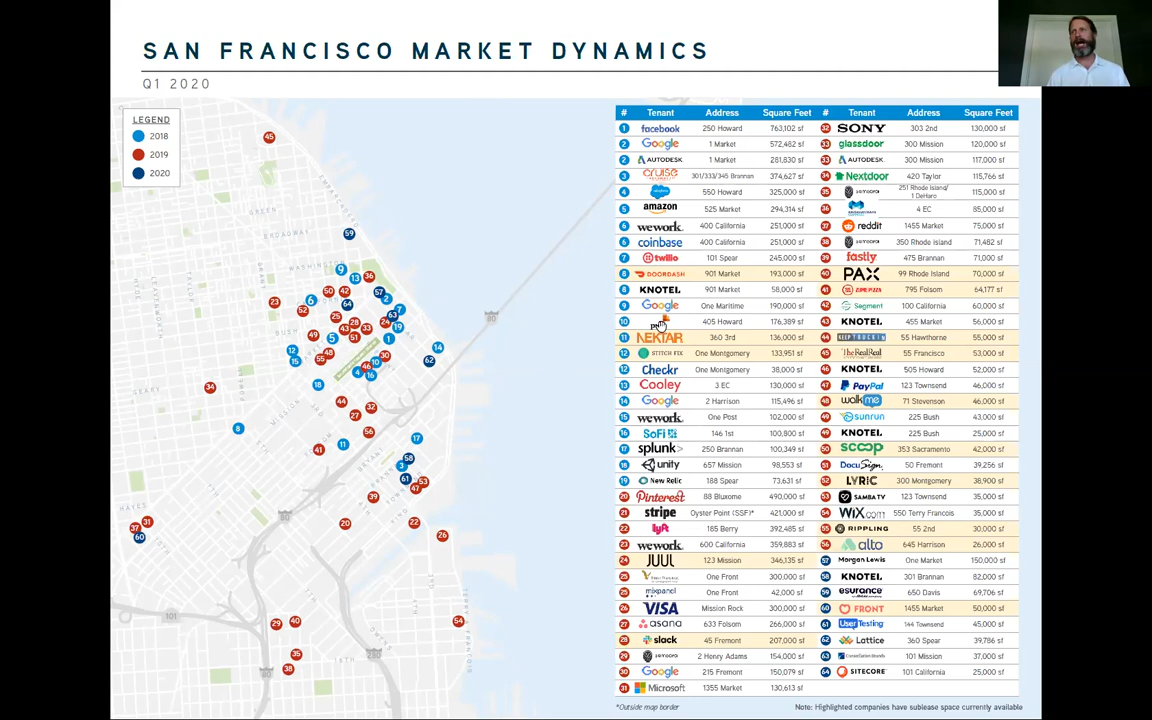 SAN FRANCISCO MARKET DYNAMICS
Q1 2020
LEGEND
2018
2019
2020
# Tenant Address Square Feet # Tenant Address Square Feet
1 facebook 250 Howard 763,102 sf 32 SONY 303 2nd 130,000 sf
2 Google 1 Market 572,482 sf 33 glassdoor 300 Mission 120,000 sf
2 AUTODESK 1 Market 281,830 sf 33 AUTODESK 300 Mission 117,000 sf
3 cruise 301/333/345 Brannan 374,627 sf 34 Nextdoor 420 Taylor 115,766 sf
4 salesforce 550 Howard 325,000 sf 35 samsara 251 Rhode Island/ 1 DeHaro 115,000 sf
5 amazon 525 Market 294,314 sf 36 4 EC 85,000 sf
6 wework 400 California 251,000 sf 37 reddit 1455 Market 75,000 sf
6 coinbase 400 California 251,000 sf 38 samsara 350 Rhode Island 71,482 sf
7 twilio 101 Spear 245,000 sf 39 fastly 475 Brannan 71,000 sf
8 DOORDASH 901 Market 193,000 sf 40 PAX 99 Rhode Island 70,000 sf
8 KNOTEL 901 Market 58,000 sf 41 ZUME PIZZA 795 Folsom 64,177 sf
9 Google One Maritime 190,000 sf 42 Segment 100 California 60,000 sf
10 405 Howard 176,389 sf 43 KNOTEL 455 Market 56,000 sf
11 NEKTAR 360 3rd 136,000 sf 44 KEEPTRUCKIN 55 Hawthorne 55,000 sf
12 STITCH FIX One Montgomery 133,951 sf 45 The RealReal 55 Francisco 53,000 sf
12 Checkr One Montgomery 38,000 sf 46 KNOTEL 505 Howard 52,000 sf
13 Cooley 3 EC 130,000 sf 47 PayPal 123 Townsend 46,000 sf
14 Google 2 Harrison 115,496 sf 48 walkme 71 Stevenson 46,000 sf
15 wework One Post 102,000 sf 49 sunrun 225 Bush 43,000 sf
16 SoFi 146 1st 100,800 sf 49 KNOTEL 225 Bush 25,000 sf
17 splunk> 250 Brannan 100,349 sf 50 scoop 353 Sacramento 42,000 sf
18 unity 657 Mission 98,553 sf 51 DocuSign 50 Fremont 39,256 sf
19 New Relic 188 Spear 73,631 sf 52 LYRIC 300 Montgomery 38,900 sf
20 Pinterest 88 Bluxome 490,000 sf 53 SAMBA TV 123 Townsend 35,000 sf
21 stripe Oyster Point (SSF)* 421,000 sf 54 WiX.com 550 Terry Francois 35,000 sf
22 lyft 185 Berry 392,485 sf 55 RIPPLING 55 2nd 30,000 sf
23 wework 600 California 359,883 sf 56 alto 645 Harrison 26,000 sf
24 JUUL 123 Mission 346,135 sf 57 Morgan Lewis One Market 150,000 sf
25 One Front 300,000 sf 58 KNOTEL 301 Brannan 82,000 sf
25 mixpanel One Front 42,000 sf 59 esurance 650 Davis 69,706 sf
26 VISA Mission Rock 300,000 sf 60 FRONT 1455 Market 50,000 sf
27 asana 633 Folsom 266,000 sf 61 UserTesting 144 Townsend 45,000 sf
28 slack 45 Fremont 207,000 sf 62 Lattice 360 Spear 39,786 sf
29 samsara 2 Henry Adams 154,000 sf 63 101 Mission 37,000 sf
30 Google 215 Fremont 150,079 sf 64 SITECORE 101 California 25,000 sf
31 Microsoft 1355 Market 130,613 sf
*Outside map border Note: Highlighted companies have sublease space currently available